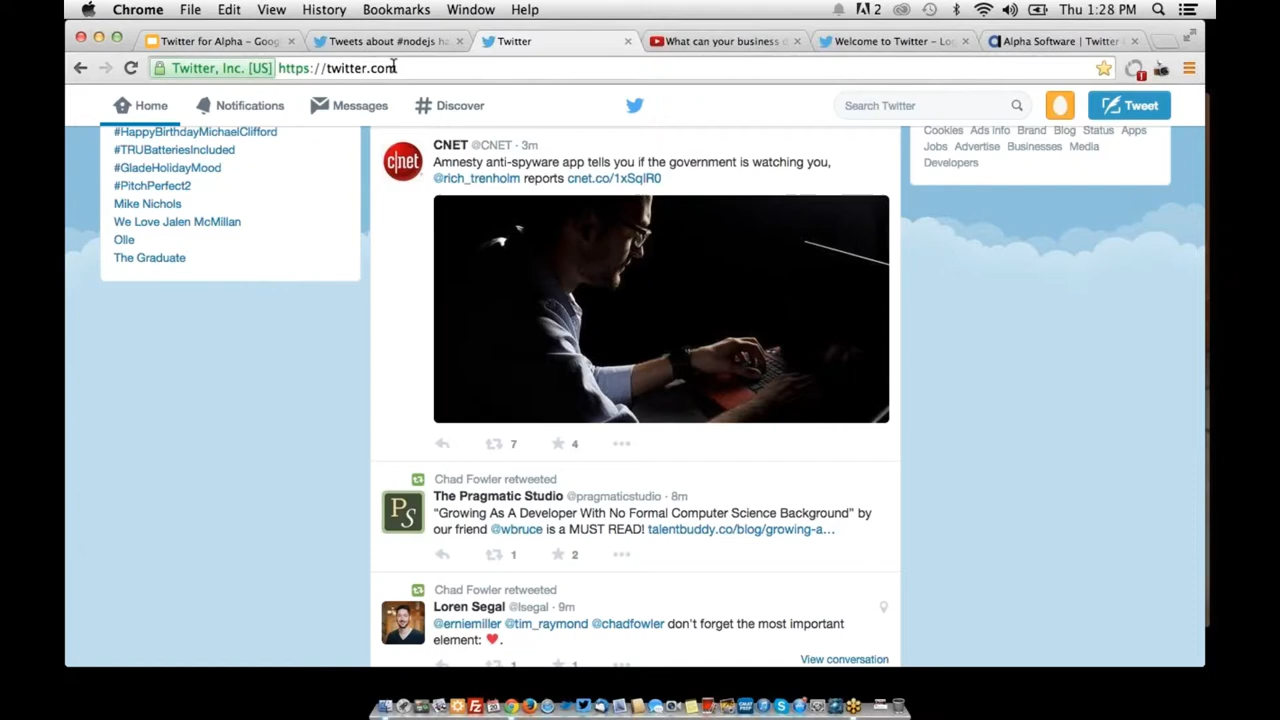 Chrome File Edit View History Bookmarks Window Help 2 Thu 1:28 PM
Twitter for Alpha – Goog Tweets about #nodejs ha Twitter What can your business d Welcome to Twitter – Lo Alpha Software | Twitter
Twitter, Inc. [US] https://twitter.com
Home Notifications Messages Discover Search Twitter Tweet
#HappyBirthdayMichaelClifford
#TRUBatteriesIncluded
#GladeHolidayMood
#PitchPerfect2
Mike Nichols
We Love Jalen McMillan
Olle
The Graduate
CNET @CNET · 3m
Amnesty anti-spyware app tells you if the government is watching you,
@rich_trenholm reports cnet.co/1xSqlR0
c|net
7 4
Chad Fowler retweeted
PS
The Pragmatic Studio @pragmaticstudio · 8m
"Growing As A Developer With No Formal Computer Science Background" by
our friend @wbruce is a MUST READ! talentbuddy.co/blog/growing-a…
1 2
Chad Fowler retweeted
Loren Segal @lsegal · 9m
@erniemiller @tim_raymond @chadfowler don't forget the most important
element: ❤.
1 1
View conversation
Cookies Ads info Brand Blog Status Apps
Jobs Advertise Businesses Media
Developers